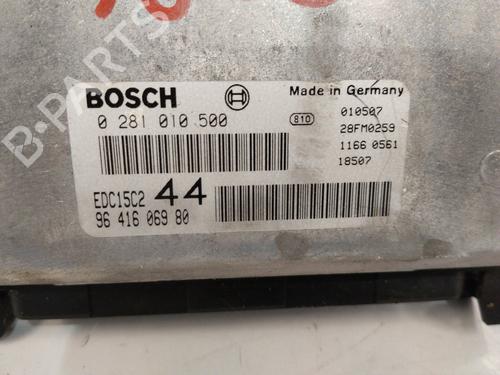 B-PARTS
BOSCH
Made in Germany
0 281 010 500
810
010507
28FM0259
1166 0561
18507
EDC15C2 44
96 416 069 80